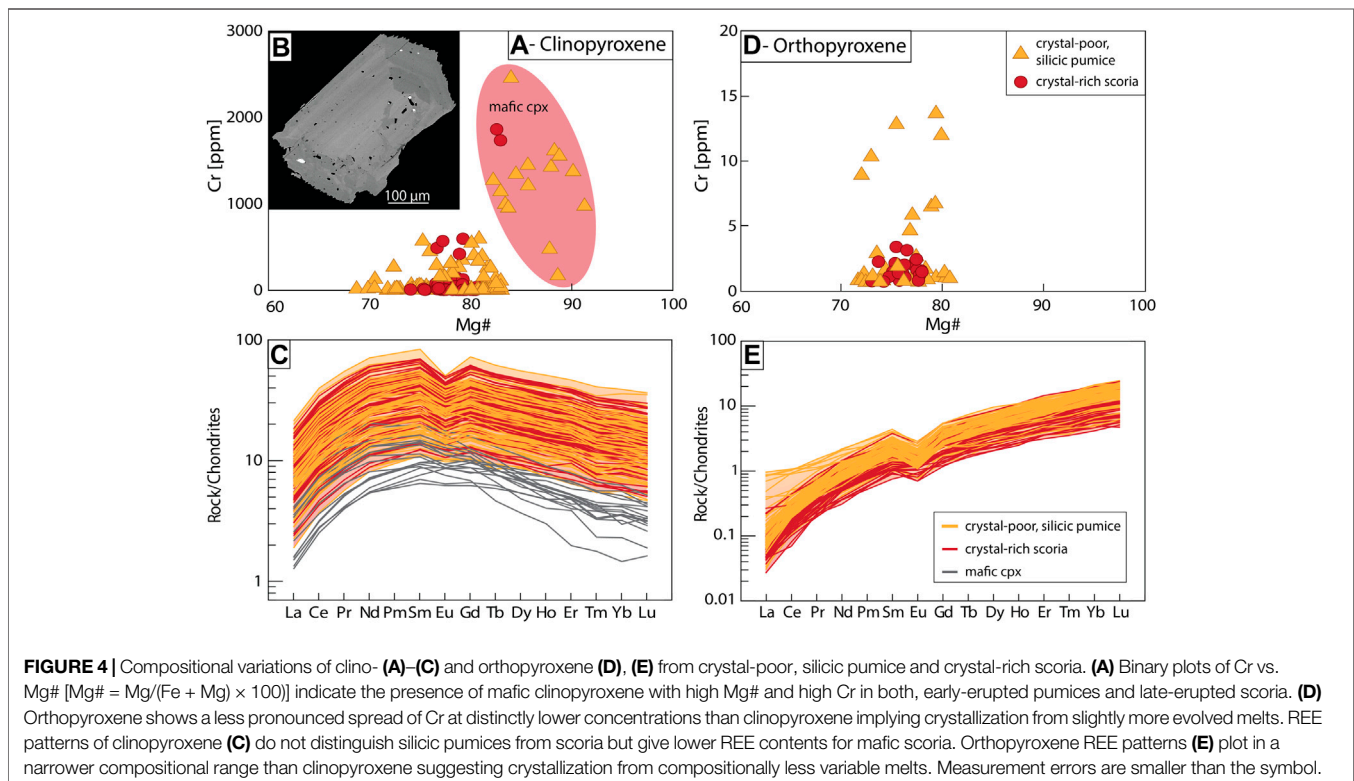 B
A - Clinopyroxene
3000
2000
1000
0
Cr [ppm]
mafic cpx
100 µm
60 70 80 90 100
Mg#
D - Orthopyroxene
crystal-poor,
silicic pumice
crystal-rich scoria
20
15
10
5
0
Cr [ppm]
60 70 80 90 100
Mg#
C
100
10
1
Rock/Chondrites
La Ce Pr Nd Pm Sm Eu Gd Tb Dy Ho Er Tm Yb Lu
E
100
10
1
0.1
0.01
Rock/Chondrites
crystal-poor, silicic pumice
crystal-rich scoria
mafic cpx
La Ce Pr Nd Pm Sm Eu Gd Tb Dy Ho Er Tm Yb Lu
FIGURE 4 | Compositional variations of clino- (A)–(C) and orthopyroxene (D), (E) from crystal-poor, silicic pumice and crystal-rich scoria. (A) Binary plots of Cr vs.
Mg# [Mg# = Mg/(Fe + Mg) × 100)] indicate the presence of mafic clinopyroxene with high Mg# and high Cr in both, early-erupted pumices and late-erupted scoria. (D)
Orthopyroxene shows a less pronounced spread of Cr at distinctly lower concentrations than clinopyroxene implying crystallization from slightly more evolved melts. REE
patterns of clinopyroxene (C) do not distinguish silicic pumices from scoria but give lower REE contents for mafic scoria. Orthopyroxene REE patterns (E) plot in a
narrower compositional range than clinopyroxene suggesting crystallization from compositionally less variable melts. Measurement errors are smaller than the symbol.